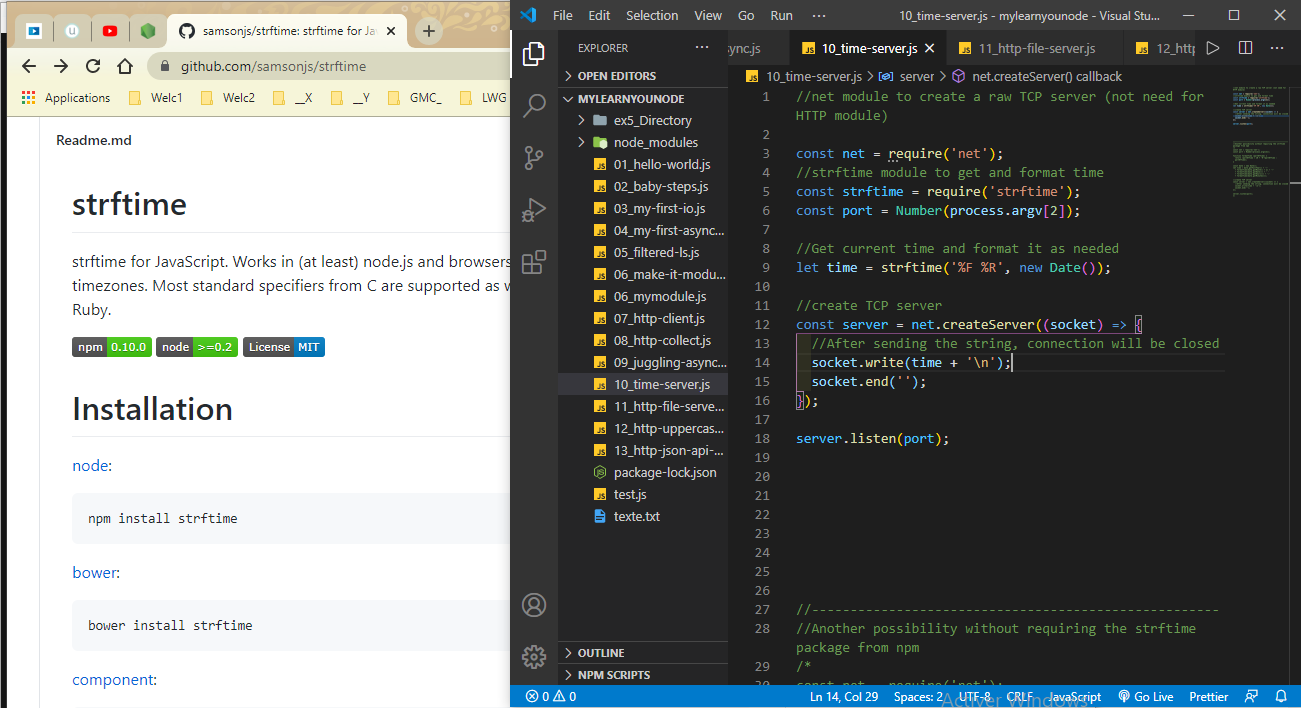 samsonjs/strftime: strftime for Ja
github.com/samsonjs/strftime
Applications
Welc1
Welc2
__X
__Y
GMC_
LWG
Readme.md
strftime
strftime for JavaScript. Works in (at least) node.js and browsers
timezones. Most standard specifiers from C are supported as w
Ruby.
npm 0.10.0 node >=0.2 License MIT
Installation
node:
npm install strftime
bower:
bower install strftime
component:
File Edit Selection View Go Run ··· 10_time-server.js - mylearnyounode - Visual Stu...
EXPLORER ···
OPEN EDITORS
MYLEARNYOUNODE
ex5_Directory
node_modules
01_hello-world.js
02_baby-steps.js
03_my-first-io.js
04_my-first-async...
05_filtered-ls.js
06_make-it-modu...
06_mymodule.js
07_http-client.js
08_http-collect.js
09_juggling-async...
10_time-server.js
11_http-file-serve...
12_http-uppercas...
13_http-json-api-...
package-lock.json
test.js
texte.txt
OUTLINE
NPM SCRIPTS
ync.js 10_time-server.js 11_http-file-server.js 12_http
10_time-server.js > server > net.createServer() callback
1 //net module to create a raw TCP server (not need for
HTTP module)
2
3 const net = require('net');
4 //strftime module to get and format time
5 const strftime = require('strftime');
6 const port = Number(process.argv[2]);
7
8 //Get current time and format it as needed
9 let time = strftime('%F %R', new Date());
10
11 //create TCP server
12 const server = net.createServer((socket) => {
13 //After sending the string, connection will be closed
14 socket.write(time + '\n');
15 socket.end('');
16 });
17
18 server.listen(port);
19
20
21
22
23
24
25
26
27 //----------------------------------------------------
28 //Another possibility without requiring the strftime
package from npm
29 /*
30 const net = require('net');
0 0 Ln 14, Col 29 Spaces: 2 UTF-8 CRLF JavaScript Go Live Prettier
Activer Windows